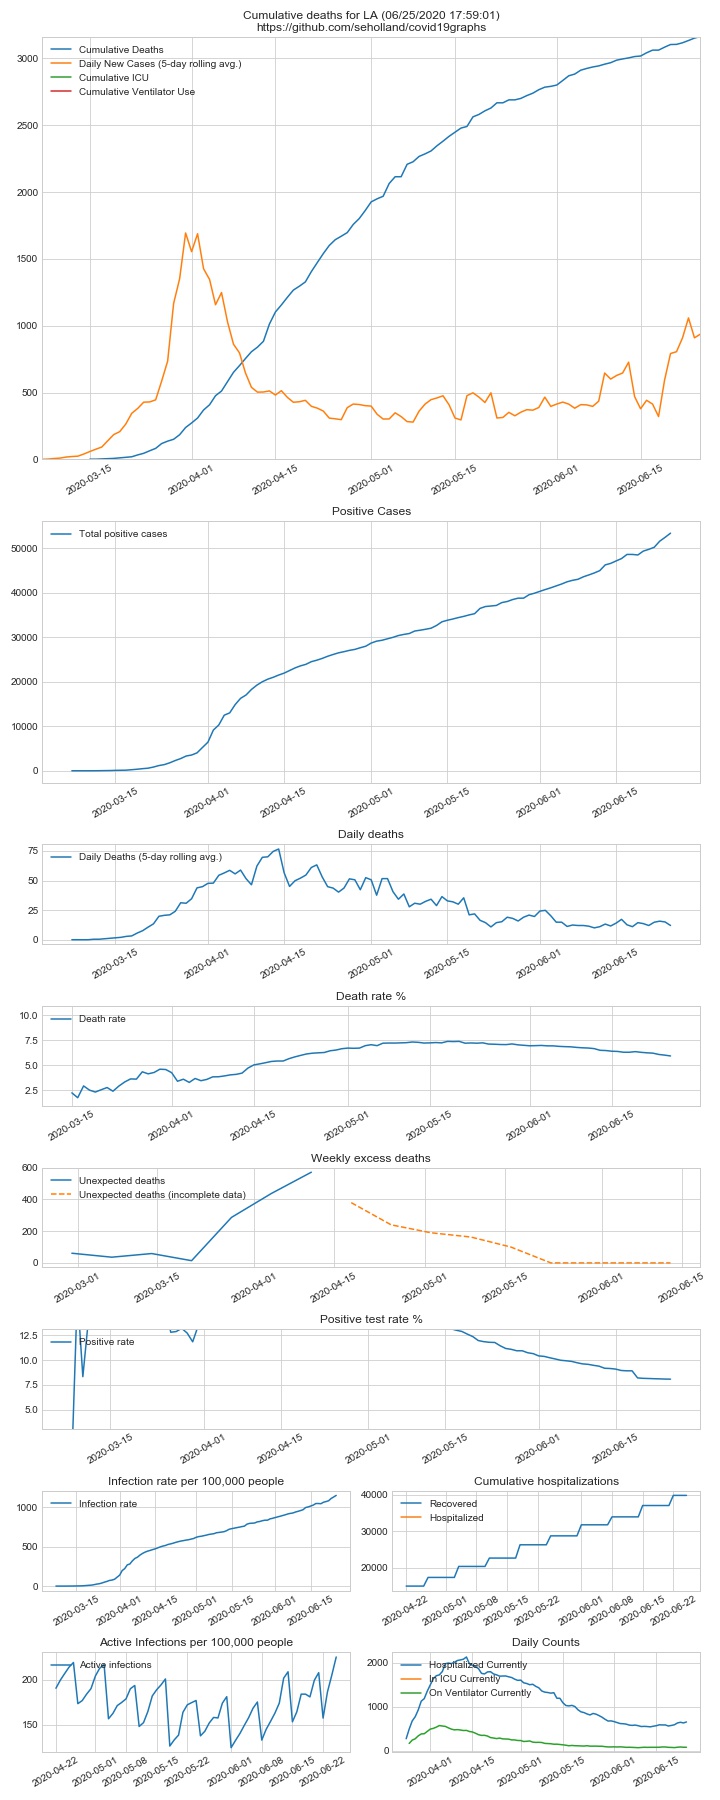 Cumulative deaths for LA (06/25/2020 17:59:01)
https://github.com/seholland/covid19graphs
Cumulative Deaths
Daily New Cases (5-day rolling avg.)
Cumulative ICU
Cumulative Ventilator Use
3000
2500
2000
1500
1000
500
0
2020-03-15 2020-04-01 2020-04-15 2020-05-01 2020-05-15 2020-06-01 2020-06-15
Positive Cases
Total positive cases
50000
40000
30000
20000
10000
0
2020-03-15 2020-04-01 2020-04-15 2020-05-01 2020-05-15 2020-06-01 2020-06-15
Daily deaths
Daily Deaths (5-day rolling avg.)
75
50
25
0
2020-03-15 2020-04-01 2020-04-15 2020-05-01 2020-05-15 2020-06-01 2020-06-15
Death rate %
Death rate
10.0
7.5
5.0
2.5
2020-03-15 2020-04-01 2020-04-15 2020-05-01 2020-05-15 2020-06-01 2020-06-15
Weekly excess deaths
Unexpected deaths
Unexpected deaths (incomplete data)
600
400
200
0
2020-03-01 2020-03-15 2020-04-01 2020-04-15 2020-05-01 2020-05-15 2020-06-01 2020-06-15
Positive test rate %
Positive rate
12.5
10.0
7.5
5.0
2020-03-15 2020-04-01 2020-04-15 2020-05-01 2020-05-15 2020-06-01 2020-06-15
Infection rate per 100,000 people
Infection rate
1000
500
0
2020-03-15 2020-04-01 2020-04-15 2020-05-01 2020-05-15 2020-06-01 2020-06-15
Cumulative hospitalizations
Recovered
Hospitalized
40000
30000
20000
2020-04-22 2020-05-01 2020-05-08 2020-05-15 2020-05-22 2020-06-01 2020-06-08 2020-06-15 2020-06-22
Active Infections per 100,000 people
Active infections
200
150
2020-04-22 2020-05-01 2020-05-08 2020-05-15 2020-05-22 2020-06-01 2020-06-08 2020-06-15 2020-06-22
Daily Counts
Hospitalized Currently
In ICU Currently
On Ventilator Currently
2000
1000
0
2020-04-01 2020-04-15 2020-05-01 2020-05-15 2020-06-01 2020-06-15